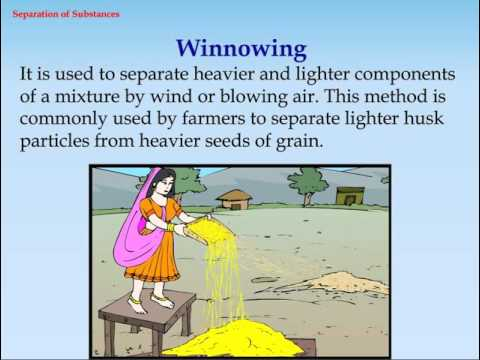 Separation of Substances
Winnowing
It is used to separate heavier and lighter components
of a mixture by wind or blowing air. This method is
commonly used by farmers to separate lighter husk
particles from heavier seeds of grain.